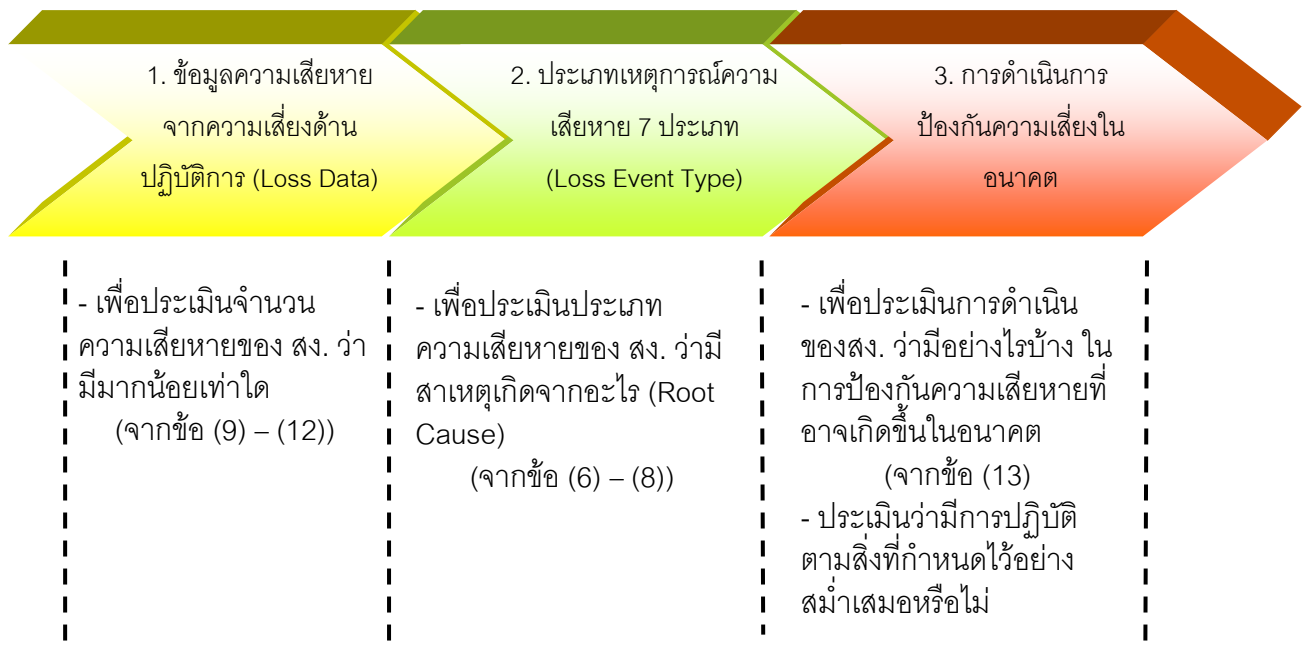 1. ข้อมูลความเสียหาย
จากความเสี่ยงด้าน
ปฏิบัติการ (Loss Data)
2. ประเภทเหตุการณ์ความ
เสียหาย 7 ประเภท
(Loss Event Type)
3. การดำเนินการ
ป้องกันความเสี่ยงใน
อนาคต
- เพื่อประเมินจำนวน
ความเสียหายของ สง. ว่า
มีมากน้อยเท่าใด
(จากข้อ (9) – (12))
- เพื่อประเมินประเภท
ความเสียหายของ สง. ว่ามี
สาเหตุเกิดจากอะไร (Root
Cause)
(จากข้อ (6) – (8))
- เพื่อประเมินการดำเนิน
ของสง. ว่ามีอย่างไรบ้าง ใน
การป้องกันความเสียหายที่
อาจเกิดขึ้นในอนาคต
(จากข้อ (13)
- ประเมินว่ามีการปฏิบัติ
ตามสิ่งที่กำหนดไว้อย่าง
สม่ำเสมอหรือไม่